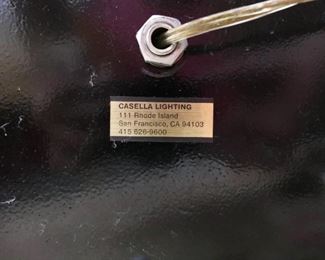 CASELLA LIGHTING
111 Rhode Island
San Francisco, CA 94103
415 626-9600